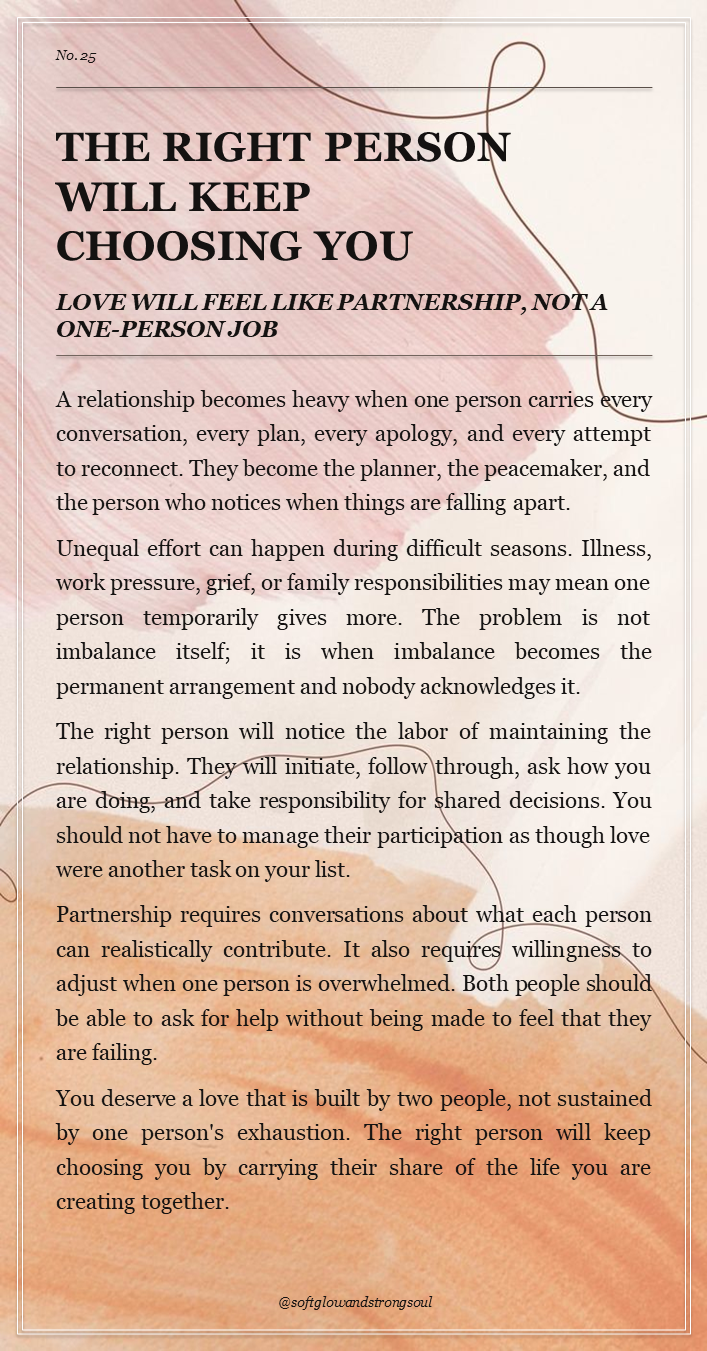 No. 25
THE RIGHT PERSON
WILL KEEP
CHOOSING YOU
LOVE WILL FEEL LIKE PARTNERSHIP, NOT A
ONE-PERSON JOB
A relationship becomes heavy when one person carries every
conversation, every plan, every apology, and every attempt
to reconnect. They become the planner, the peacemaker, and
the person who notices when things are falling apart.
Unequal effort can happen during difficult seasons. Illness,
work pressure, grief, or family responsibilities may mean one
person temporarily gives more. The problem is not
imbalance itself; it is when imbalance becomes the
permanent arrangement and nobody acknowledges it.
The right person will notice the labor of maintaining the
relationship. They will initiate, follow through, ask how you
are doing, and take responsibility for shared decisions. You
should not have to manage their participation as though love
were another task on your list.
Partnership requires conversations about what each person
can realistically contribute. It also requires willingness to
adjust when one person is overwhelmed. Both people should
be able to ask for help without being made to feel that they
are failing.
You deserve a love that is built by two people, not sustained
by one person's exhaustion. The right person will keep
choosing you by carrying their share of the life you are
creating together.
@softglowandstrongsoul